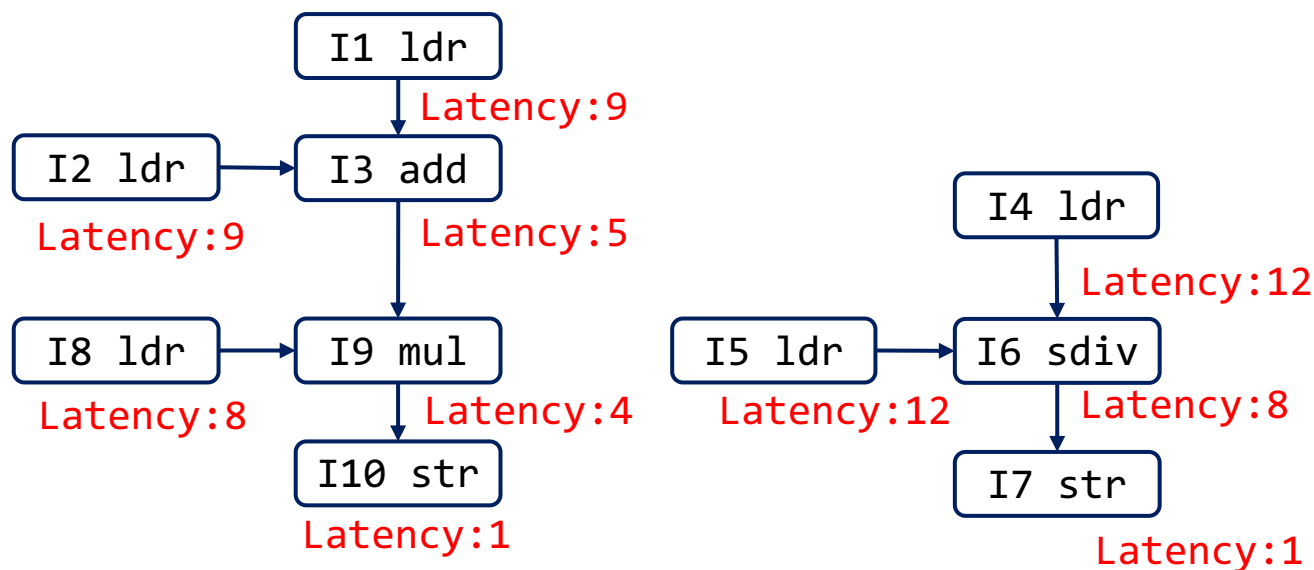 I1 ldr
Latency:9
I2 ldr
I3 add
Latency:9
Latency:5
I8 ldr
I9 mul
Latency:8
Latency:4
I10 str
Latency:1
I4 ldr
Latency:12
I5 ldr
I6 sdiv
Latency:12
Latency:8
I7 str
Latency:1